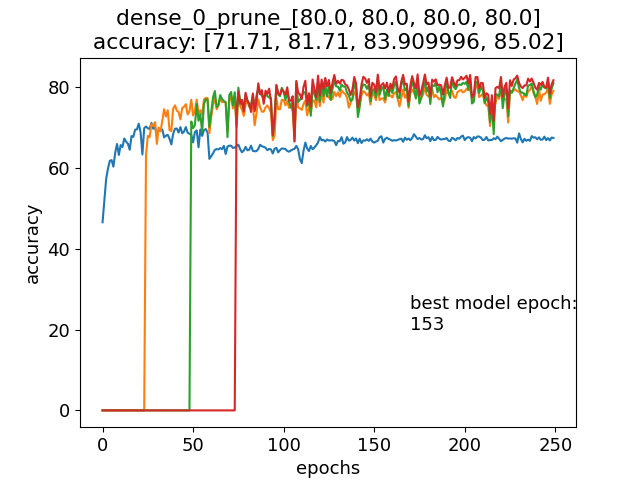 dense_0_prune_[80.0, 80.0, 80.0, 80.0]
accuracy: [71.71, 81.71, 83.909996, 85.02]
80
60
40
20
0
accuracy
best model epoch:
153
0 50 100 150 200 250
epochs